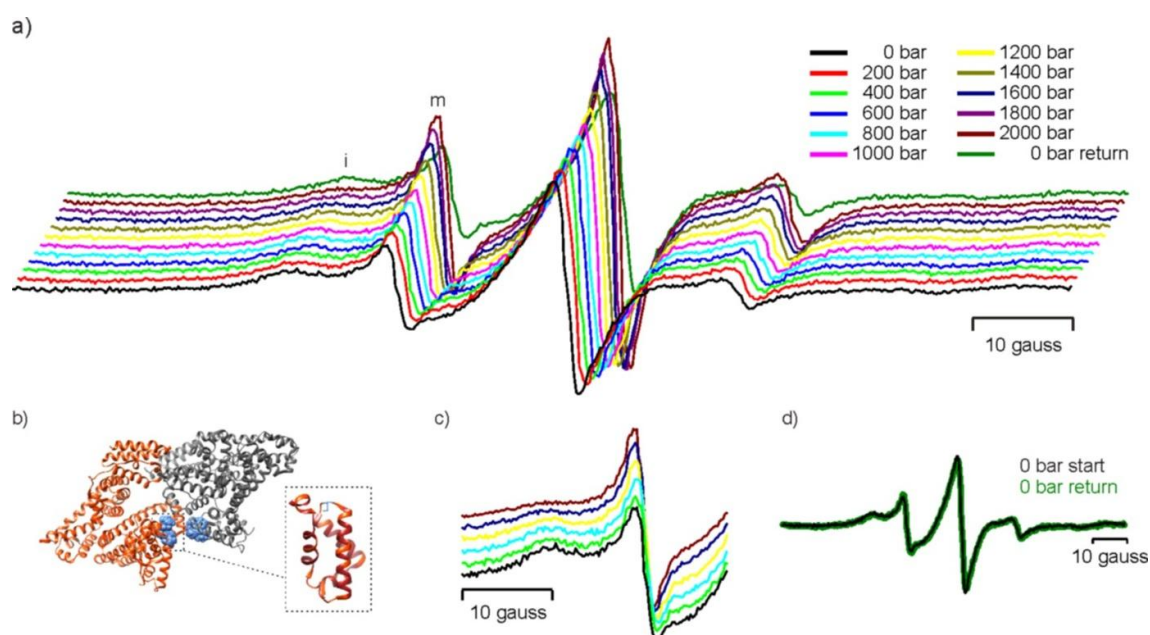 a)
m
i
0 bar
200 bar
400 bar
600 bar
800 bar
1000 bar
1200 bar
1400 bar
1600 bar
1800 bar
2000 bar
0 bar return
10 gauss
b)
c)
10 gauss
d)
0 bar start
0 bar return
10 gauss